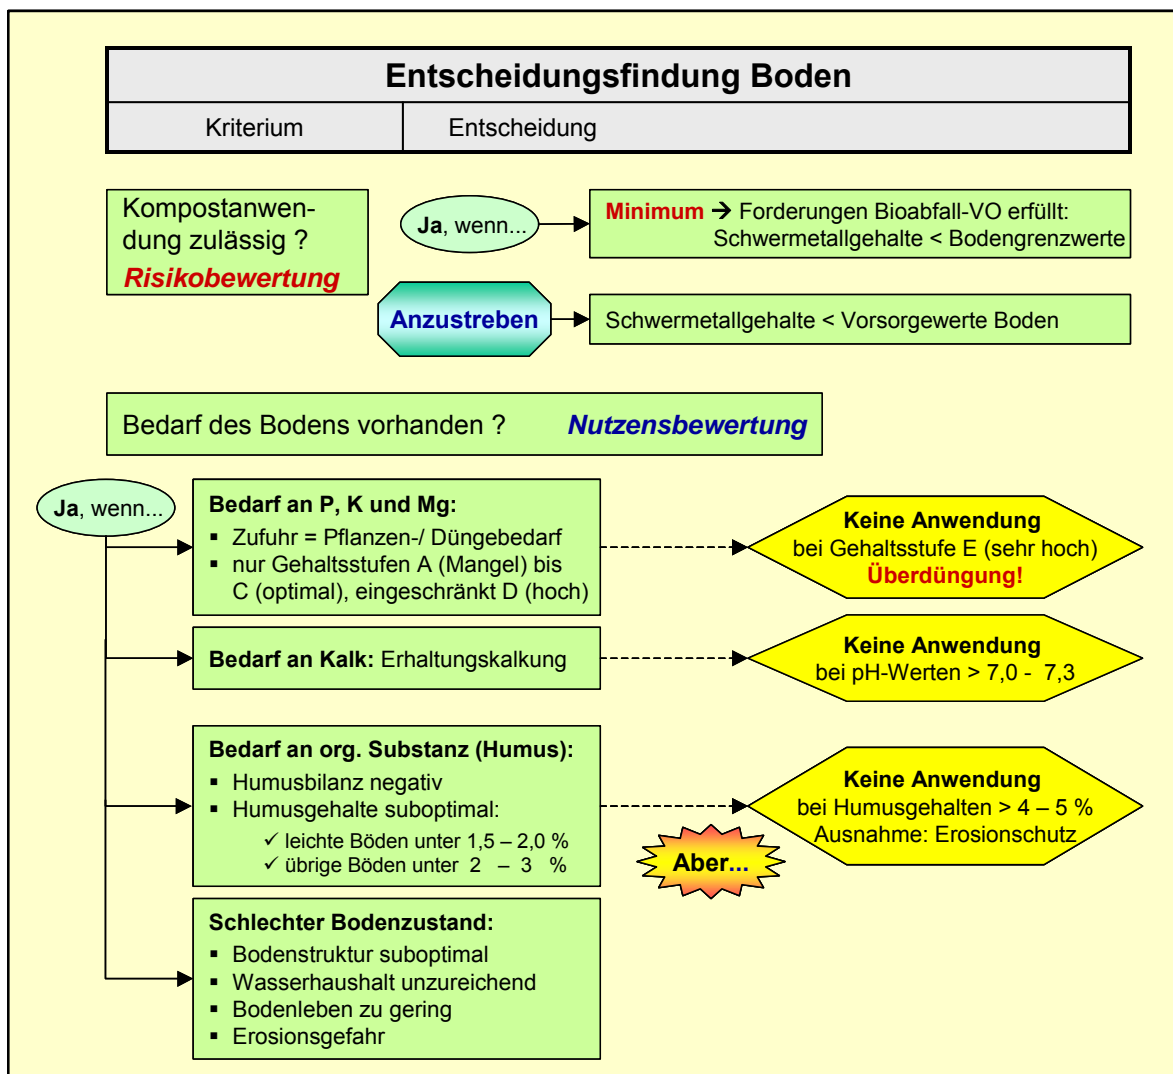 Entscheidungsfindung Boden
Kriterium
Entscheidung
Kompostanwen-
dung zulässig ?
Risikobewertung
Ja, wenn...
Minimum → Forderungen Bioabfall-VO erfüllt:
Schwermetallgehalte < Bodengrenzwerte
Anzustreben
Schwermetallgehalte < Vorsorgewerte Boden
Bedarf des Bodens vorhanden ? Nutzensbewertung
Ja, wenn...
Bedarf an P, K und Mg:
▪ Zufuhr = Pflanzen-/ Düngebedarf
▪ nur Gehaltsstufen A (Mangel) bis
C (optimal), eingeschränkt D (hoch)
Keine Anwendung
bei Gehaltsstufe E (sehr hoch)
Überdüngung!
Bedarf an Kalk: Erhaltungskalkung
Keine Anwendung
bei pH-Werten > 7,0 - 7,3
Bedarf an org. Substanz (Humus):
▪ Humusbilanz negativ
▪ Humusgehalte suboptimal:
✓ leichte Böden unter 1,5 – 2,0 %
✓ übrige Böden unter 2 – 3 %
Keine Anwendung
bei Humusgehalten > 4 – 5 %
Ausnahme: Erosionschutz
Aber...
Schlechter Bodenzustand:
▪ Bodenstruktur suboptimal
▪ Wasserhaushalt unzureichend
▪ Bodenleben zu gering
▪ Erosionsgefahr